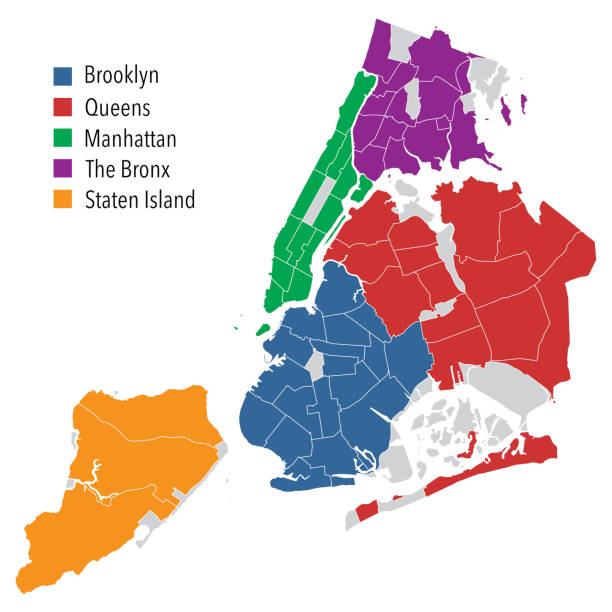 Brooklyn
Queens
Manhattan
The Bronx
Staten Island